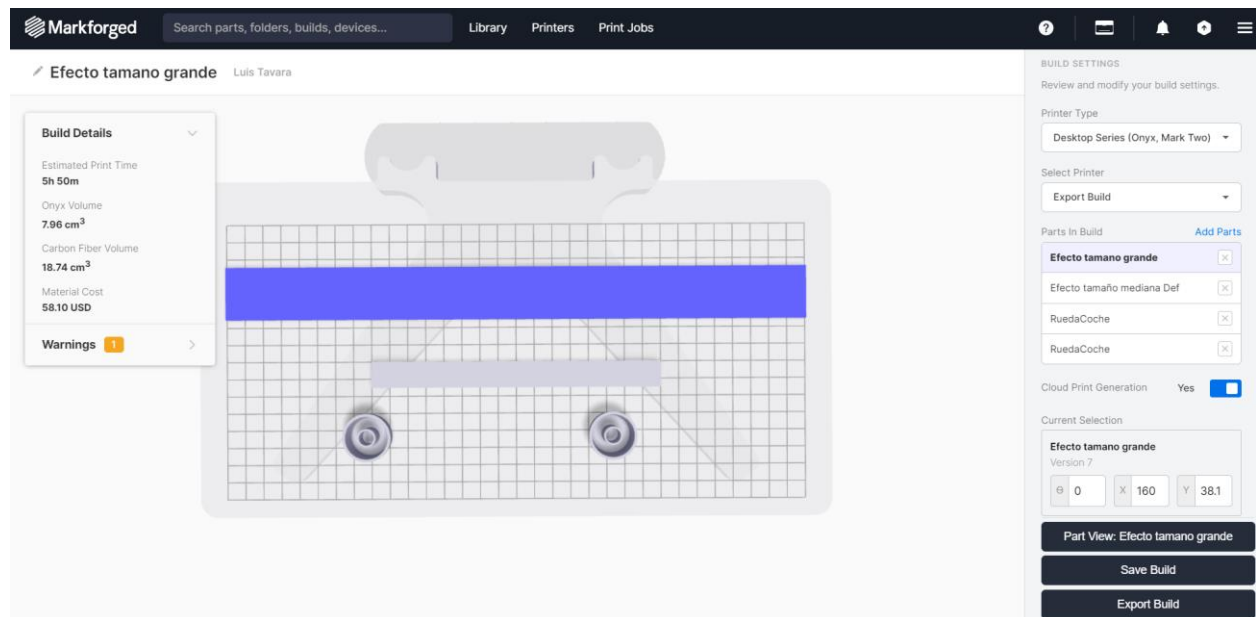 Markforged
Search parts, folders, builds, devices...
Library
Printers
Print Jobs
?
Efecto tamano grande
Luis Tavara
Build Details
Estimated Print Time
5h 50m
Onyx Volume
7.96 cm³
Carbon Fiber Volume
18.74 cm³
Material Cost
58.10 USD
Warnings 1
BUILD SETTINGS
Review and modify your build settings.
Printer Type
Desktop Series (Onyx, Mark Two)
Select Printer
Export Build
Parts In Build
Add Parts
Efecto tamano grande
Efecto tamaño mediana Def
RuedaCoche
RuedaCoche
Cloud Print Generation Yes
Current Selection
Efecto tamano grande
Version 7
Θ 0 X 160 Y 38.1
Part View: Efecto tamano grande
Save Build
Export Build